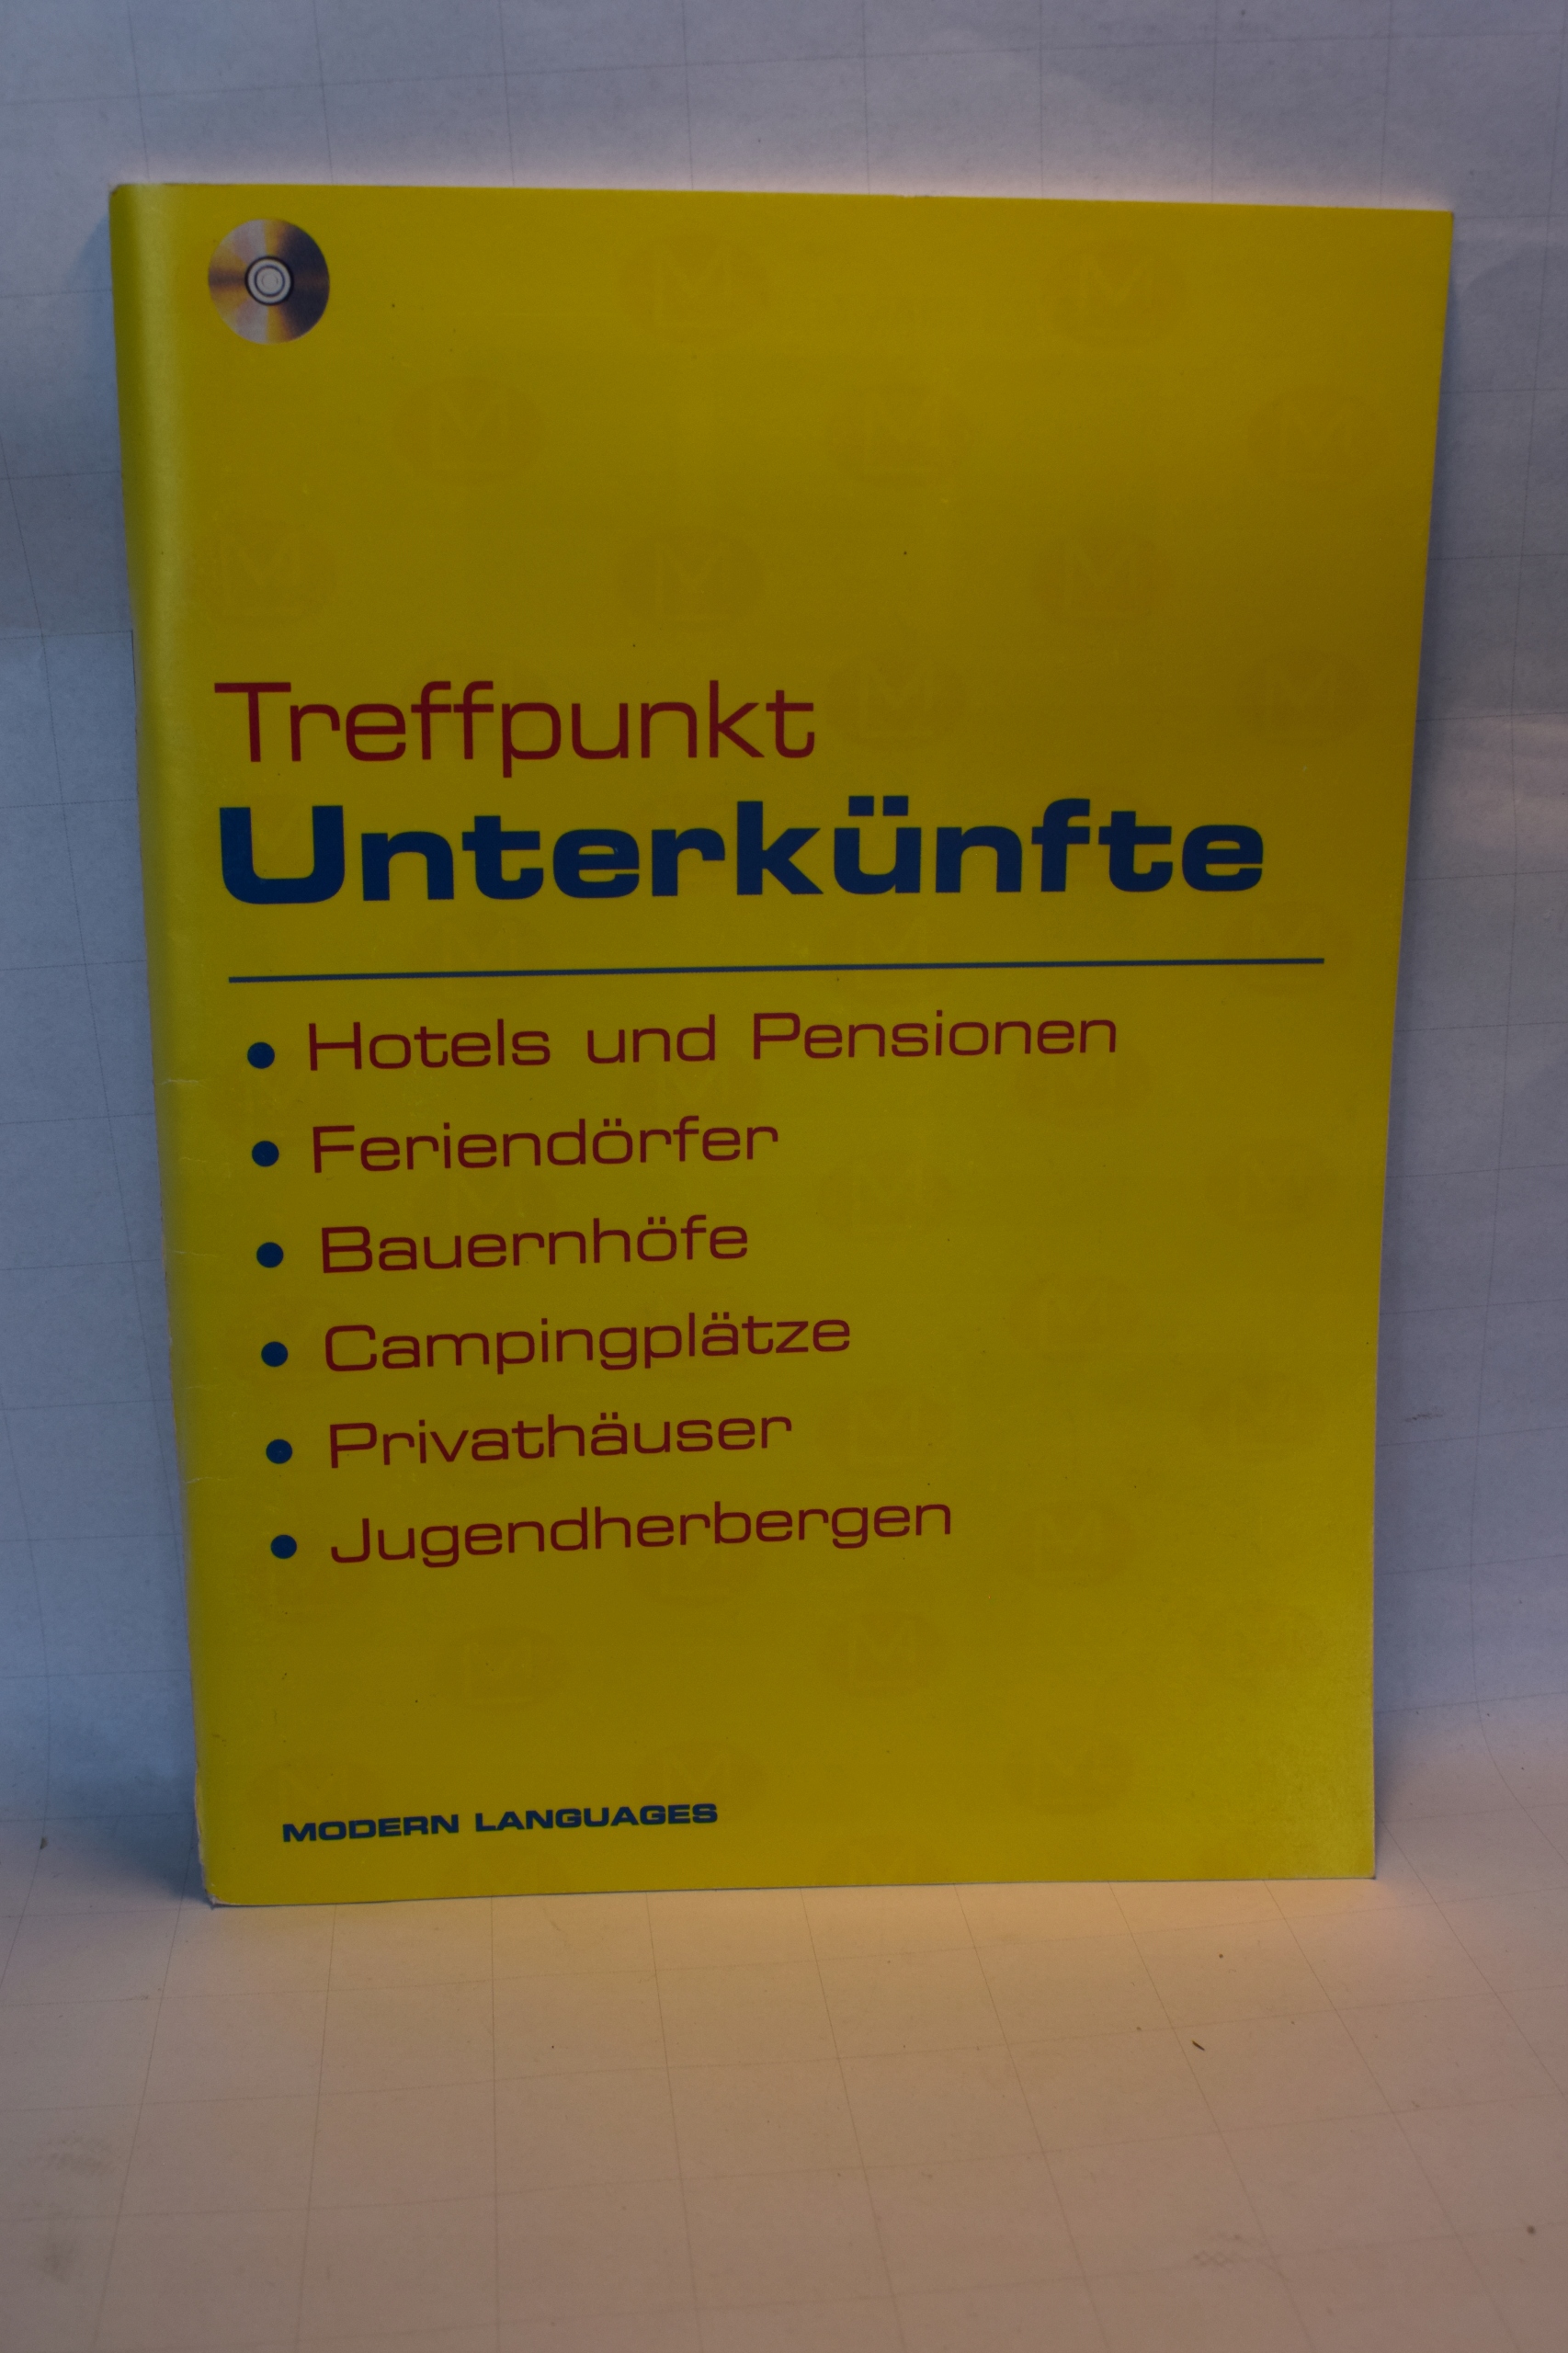 Treffpunkt
Unterkünfte
• Hotels und Pensionen
• Feriendörfer
• Bauernhöfe
• Campingplätze
• Privathäuser
• Jugendherbergen
MODERN LANGUAGES